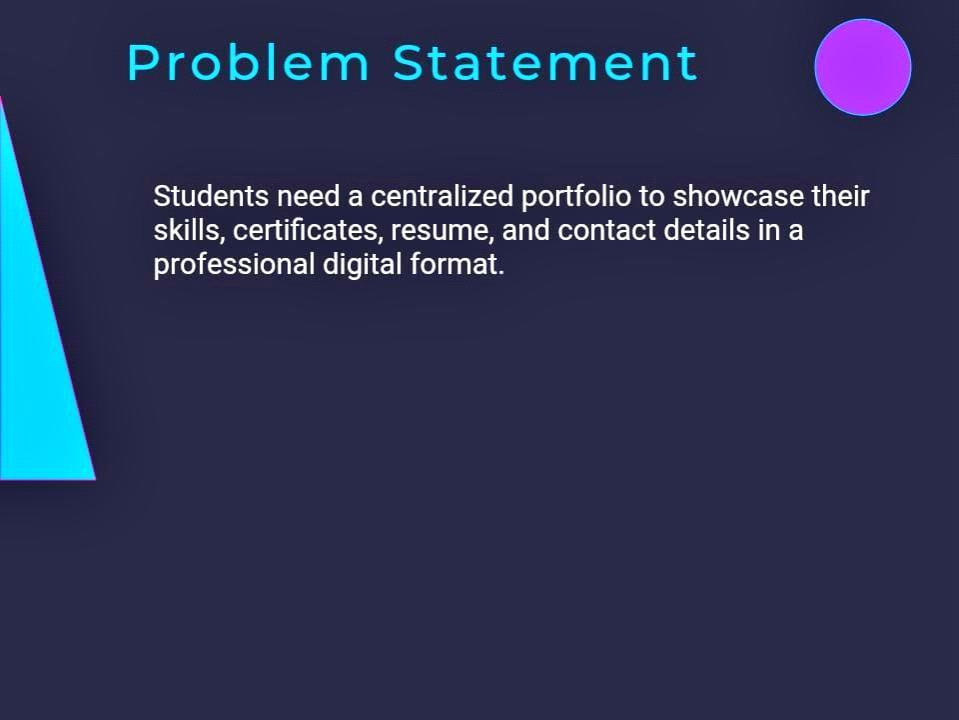 Problem Statement
Students need a centralized portfolio to showcase their
skills, certificates, resume, and contact details in a
professional digital format.